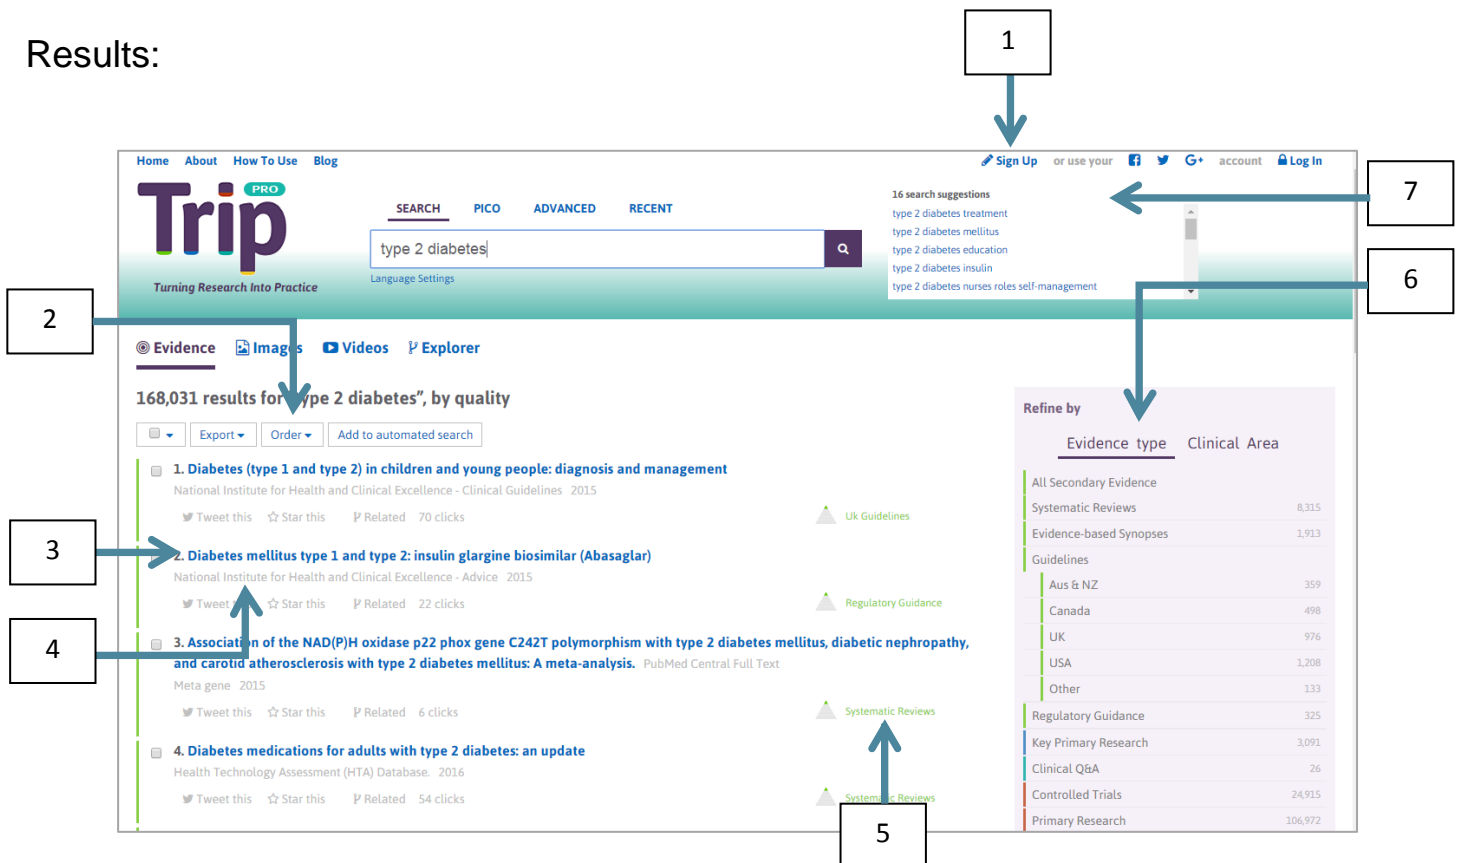 Results:
1
Home About How To Use Blog
Sign Up or use your G+ account Log In
Trip PRO
Turning Research Into Practice
SEARCH PICO ADVANCED RECENT
type 2 diabetes
Language Settings
16 search suggestions
type 2 diabetes treatment
type 2 diabetes mellitus
type 2 diabetes education
type 2 diabetes insulin
type 2 diabetes nurses roles self-management
7
6
2
Evidence Images Videos Explorer
168,031 results for "type 2 diabetes", by quality
Export Order Add to automated search
1. Diabetes (type 1 and type 2) in children and young people: diagnosis and management
National Institute for Health and Clinical Excellence - Clinical Guidelines 2015
Tweet this Star this Related 70 clicks
Uk Guidelines
3
2. Diabetes mellitus type 1 and type 2: insulin glargine biosimilar (Abasaglar)
National Institute for Health and Clinical Excellence - Advice 2015
Tweet this Star this Related 22 clicks
Regulatory Guidance
4
3. Association of the NAD(P)H oxidase p22 phox gene C242T polymorphism with type 2 diabetes mellitus, diabetic nephropathy,
and carotid atherosclerosis with type 2 diabetes mellitus: A meta-analysis. PubMed Central Full Text
Meta gene 2015
Tweet this Star this Related 6 clicks
Systematic Reviews
4. Diabetes medications for adults with type 2 diabetes: an update
Health Technology Assessment (HTA) Database. 2016
Tweet this Star this Related 54 clicks
Systematic Reviews
5
Refine by
Evidence type Clinical Area
All Secondary Evidence
Systematic Reviews 8,315
Evidence-based Synopses 1,913
Guidelines
Aus & NZ 359
Canada 498
UK 976
USA 1,208
Other 133
Regulatory Guidance 325
Key Primary Research 3,091
Clinical Q&A 26
Controlled Trials 24,915
Primary Research 106,972